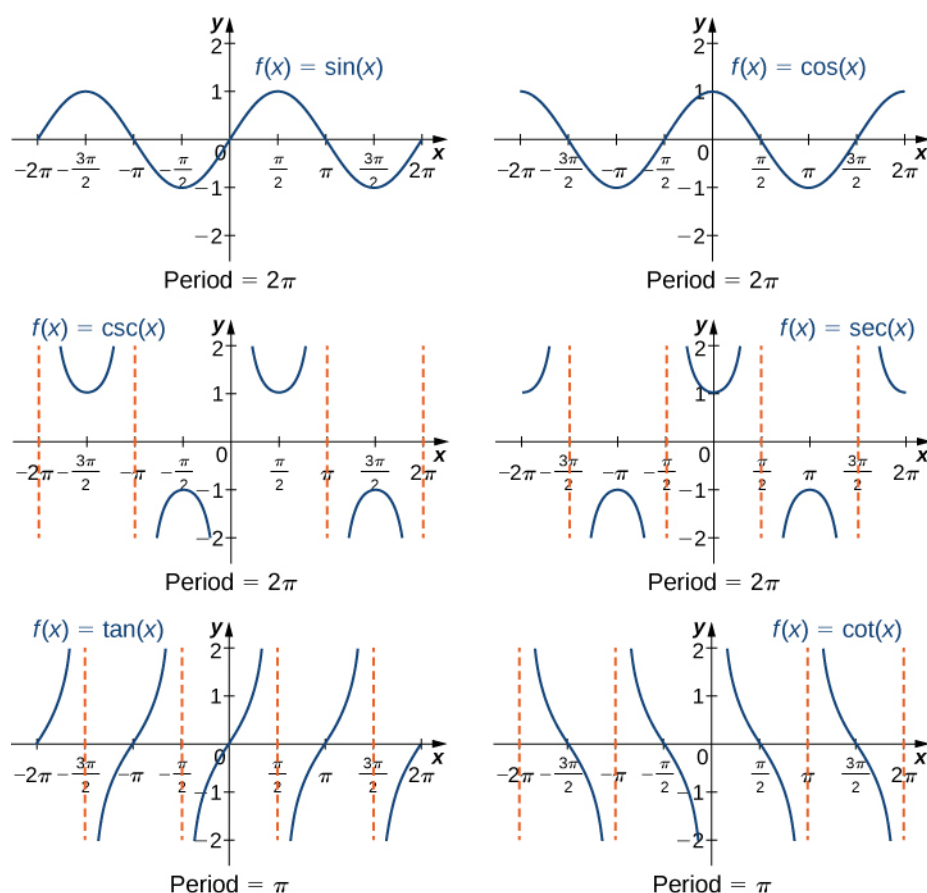 y
2
f(x) = sin(x)
1
0
x
−2π −3π/2 −π −π/2 π/2 π 3π/2 2π
−1
−2
Period = 2π
y
2
f(x) = cos(x)
1
0
x
−2π −3π/2 −π −π/2 π/2 π 3π/2 2π
−1
−2
Period = 2π
f(x) = csc(x)
y
2
1
0
x
−2π −3π/2 −π −π/2 π/2 π 3π/2 2π
−1
−2
Period = 2π
y
f(x) = sec(x)
2
1
0
x
−2π −3π/2 −π −π/2 π/2 π 3π/2 2π
−1
−2
Period = 2π
f(x) = tan(x)
y
2
1
0
x
−2π −3π/2 −π −π/2 π/2 π 3π/2 2π
−1
−2
Period = π
y
f(x) = cot(x)
2
1
0
x
−2π −3π/2 −π −π/2 π/2 π 3π/2 2π
−1
−2
Period = π